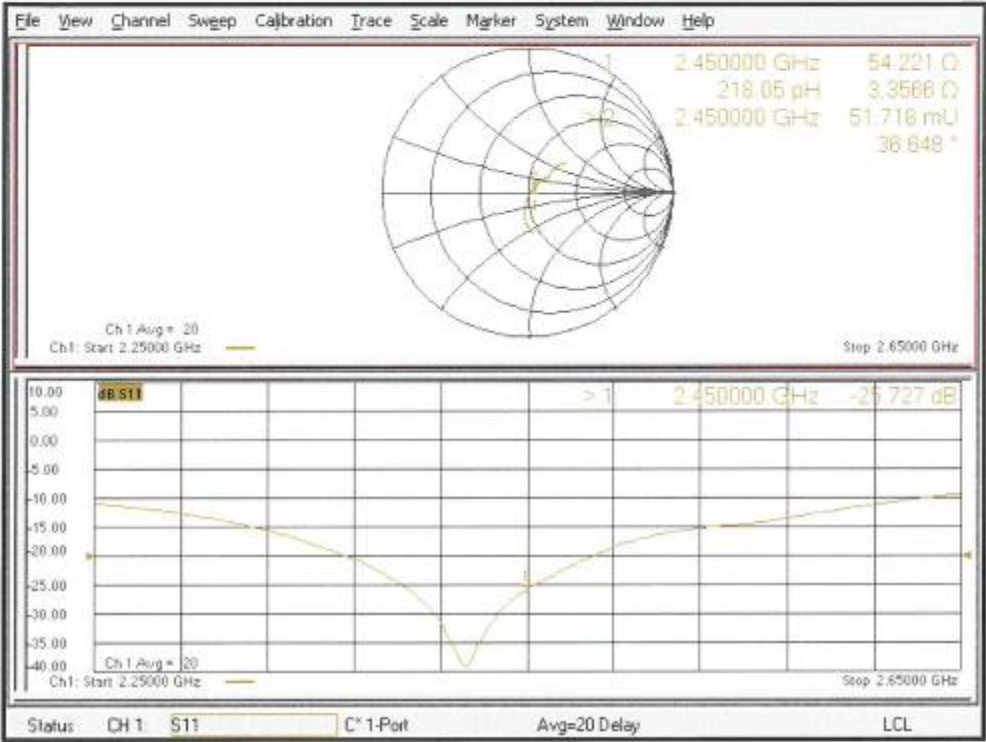 File View Channel Sweep Calibration Trace Scale Marker System Window Help
1: 2.450000 GHz 54.221 Ω
218.05 pH 3.3566 Ω
> 2: 2.450000 GHz 51.718 mU
36.648 °
Ch 1 Avg = 20
Ch1: Start 2.25000 GHz
Stop 2.65000 GHz
10.00 dB S11 > 1: 2.450000 GHz -25.727 dB
5.00
0.00
-5.00
-10.00
-15.00
-20.00
-25.00 1
-30.00
-35.00
-40.00 Ch 1 Avg = 20
Ch1: Start 2.25000 GHz
Stop 2.65000 GHz
Status CH 1: S11 C* 1-Port Avg=20 Delay LCL